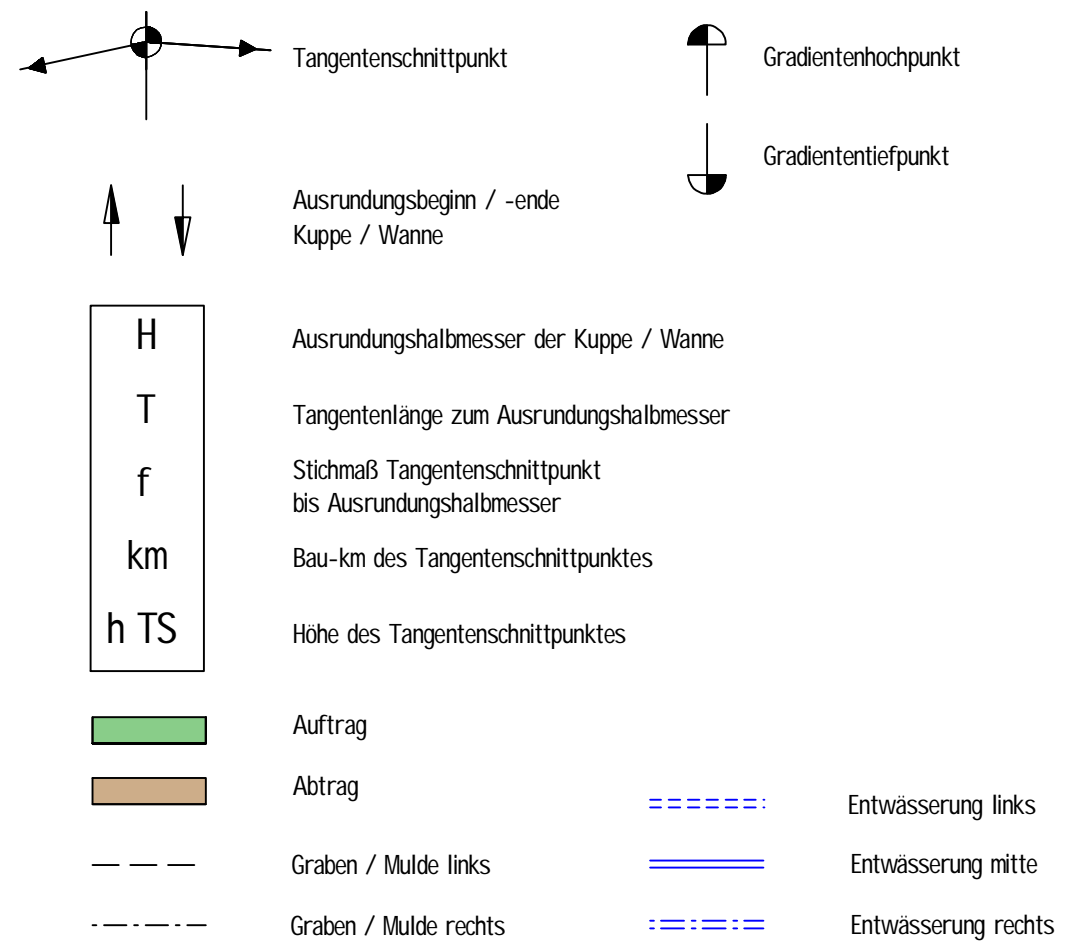 Tangentenschnittpunkt
Gradientenhochpunkt
Gradiententiefpunkt
Ausrundungsbeginn / -ende
Kuppe / Wanne
H
Ausrundungshalbmesser der Kuppe / Wanne
T
Tangentenlänge zum Ausrundungshalbmesser
f
Stichmaß Tangentenschnittpunkt
bis Ausrundungshalbmesser
km
Bau-km des Tangentenschnittpunktes
h TS
Höhe des Tangentenschnittpunktes
Auftrag
Abtrag
Entwässerung links
Graben / Mulde links
Entwässerung mitte
Graben / Mulde rechts
Entwässerung rechts